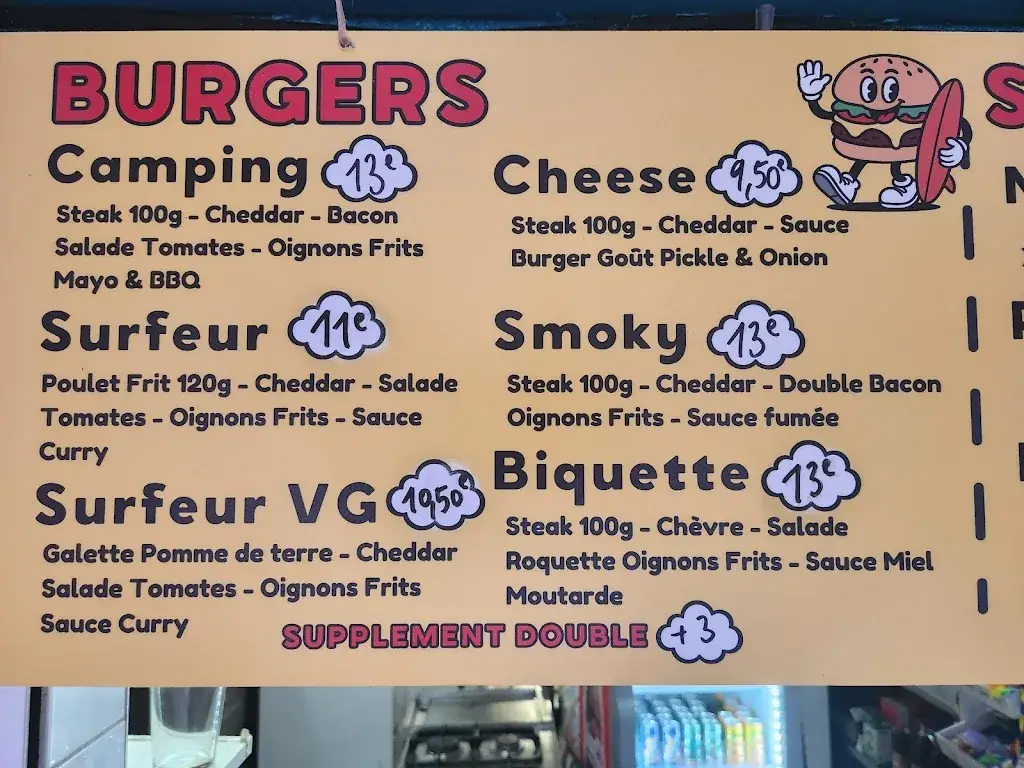 BURGERS
Camping 13€
Steak 100g - Cheddar - Bacon
Salade Tomates - Oignons Frits
Mayo & BBQ
Surfeur 11€
Poulet Frit 120g - Cheddar - Salade
Tomates - Oignons Frits - Sauce
Curry
Surfeur VG 10,50€
Galette Pomme de terre - Cheddar
Salade Tomates - Oignons Frits
Sauce Curry
Cheese 9,50€
Steak 100g - Cheddar - Sauce
Burger Goût Pickle & Onion
Smoky 13€
Steak 100g - Cheddar - Double Bacon
Oignons Frits - Sauce fumée
Biquette 13€
Steak 100g - Chèvre - Salade
Roquette Oignons Frits - Sauce Miel
Moutarde
SUPPLEMENT DOUBLE +3